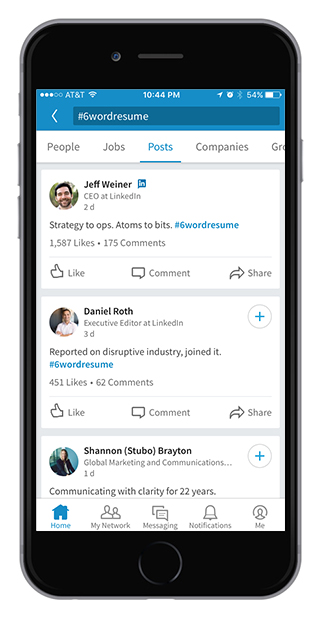 AT&T 10:44 PM 54%
#6wordresume
People Jobs Posts Companies Gro
Jeff Weiner in
CEO at LinkedIn
2 d
Strategy to ops. Atoms to bits. #6wordresume
1,587 Likes • 175 Comments
Like Comment Share
Daniel Roth
Executive Editor at LinkedIn
3 d
Reported on disruptive industry, joined it.
#6wordresume
451 Likes • 62 Comments
Like Comment Share
Shannon (Stubo) Brayton
Global Marketing and Communications...
1 d
Communicating with clarity for 22 years.
Home My Network Messaging Notifications Me